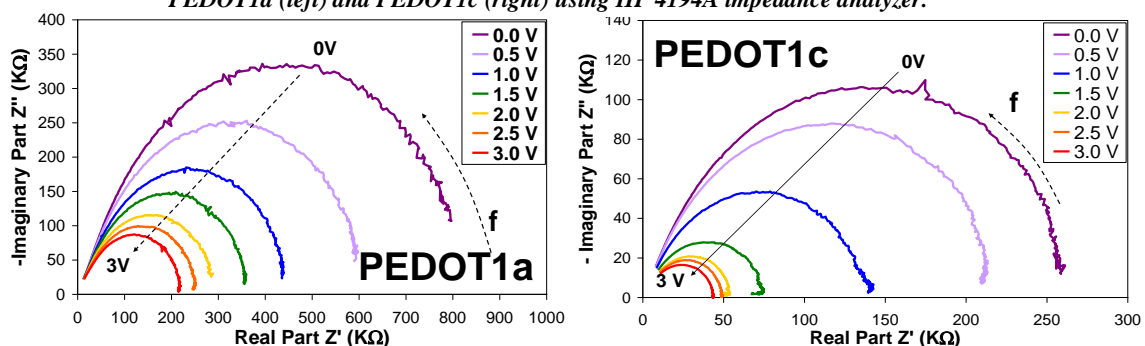 PEDOT1a (left) and PEDOT1c (right) using HP 4194A impedance analyzer.
-Imaginary Part Z'' (KΩ)
400
350
300
250
200
150
100
50
0
0 100 200 300 400 500 600 700 800 900 1000
Real Part Z' (KΩ)
0V
3V
f
PEDOT1a
0.0 V
0.5 V
1.0 V
1.5 V
2.0 V
2.5 V
3.0 V
-Imaginary Part Z'' (KΩ)
140
120
100
80
60
40
20
0
0 50 100 150 200 250 300
Real Part Z' (KΩ)
PEDOT1c
0V
3 V
f
0.0 V
0.5 V
1.0 V
1.5 V
2.0 V
2.5 V
3.0 V